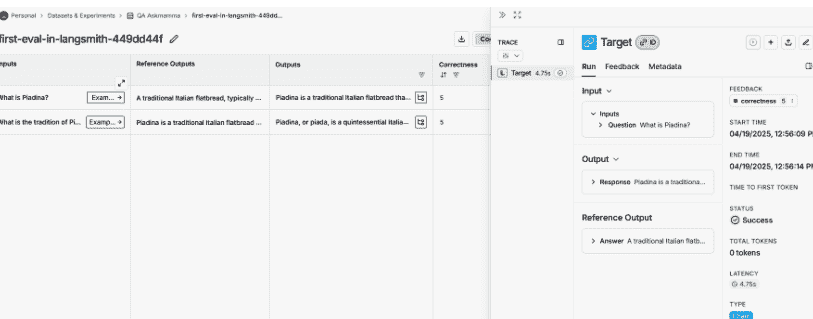 Personal > Datasets & Experiments > QA Askmamma > first-eval-in-langsmith-449dd...
first-eval-in-langsmith-449dd44f
Inputs
Reference Outputs
Outputs
Correctness
What is Piadina?
Exam... →
A traditional Italian flatbread, typically ...
Piadina is a traditional Italian flatbread tha...
5
What is the tradition of Pi...
Examp... →
Piadina is a traditional Italian flatbread ...
Piadina, or piada, is a quintessential Italia...
5
TRACE
Target 4.75s
Target
ID
Run
Feedback
Metadata
Input
Inputs
Question What is Piadina?
Output
Response Piadina is a traditiona...
Reference Output
Answer A traditional Italian flatb...
FEEDBACK
correctness 5
START TIME
04/19/2025, 12:56:09 P
END TIME
04/19/2025, 12:56:14 P
TIME TO FIRST TOKEN
STATUS
Success
TOTAL TOKENS
0 tokens
LATENCY
4.75s
TYPE
Chain